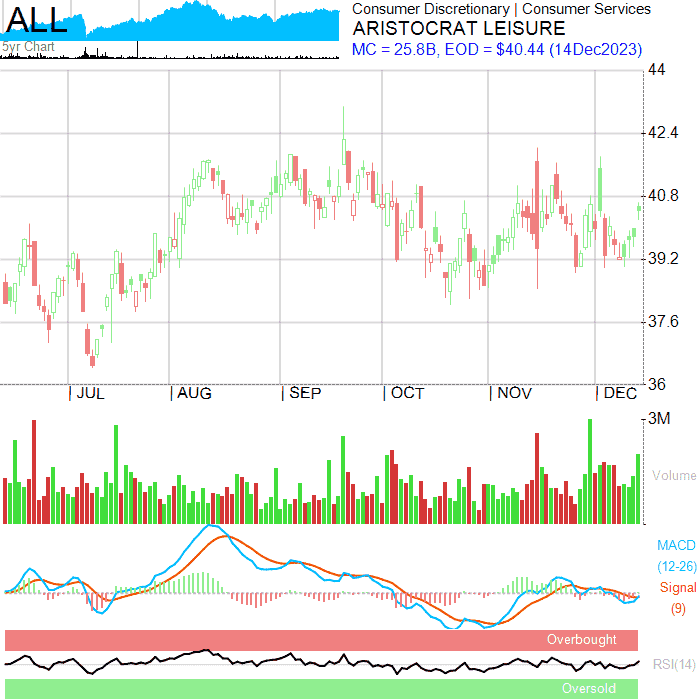 ALL
5yr Chart
Consumer Discretionary | Consumer Services
ARISTOCRAT LEISURE
MC = 25.8B, EOD = $40.44 (14Dec2023)
44
42.4
40.8
39.2
37.6
36
JUL
AUG
SEP
OCT
NOV
DEC
3M
Volume
MACD
(12-26)
Signal
(9)
Overbought
RSI(14)
Oversold